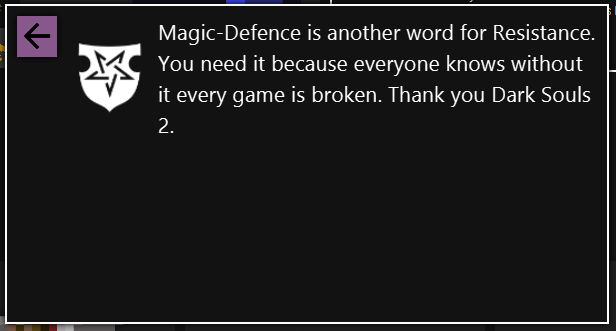 Magic-Defence is another word for Resistance.
You need it because everyone knows without
it every game is broken. Thank you Dark Souls
2.